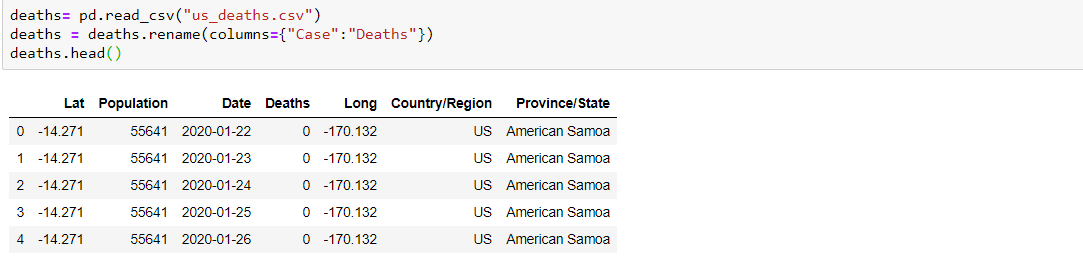 deaths= pd.read_csv("us_deaths.csv")
deaths = deaths.rename(columns={"Case":"Deaths"})
deaths.head()
Lat Population Date Deaths Long Country/Region Province/State
0 -14.271 55641 2020-01-22 0 -170.132 US American Samoa
1 -14.271 55641 2020-01-23 0 -170.132 US American Samoa
2 -14.271 55641 2020-01-24 0 -170.132 US American Samoa
3 -14.271 55641 2020-01-25 0 -170.132 US American Samoa
4 -14.271 55641 2020-01-26 0 -170.132 US American Samoa